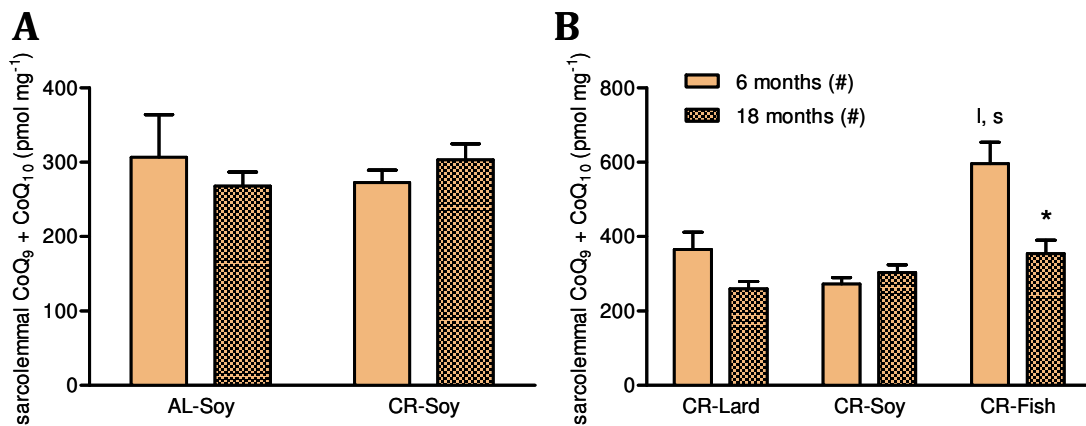 A
sarcolemmal CoQ9 + CoQ10 (pmol mg-1)
400
300
200
100
0
AL-Soy CR-Soy
B
sarcolemmal CoQ9 + CoQ10 (pmol mg-1)
800
600
400
200
0
6 months (#)
18 months (#)
l, s
*
CR-Lard CR-Soy CR-Fish